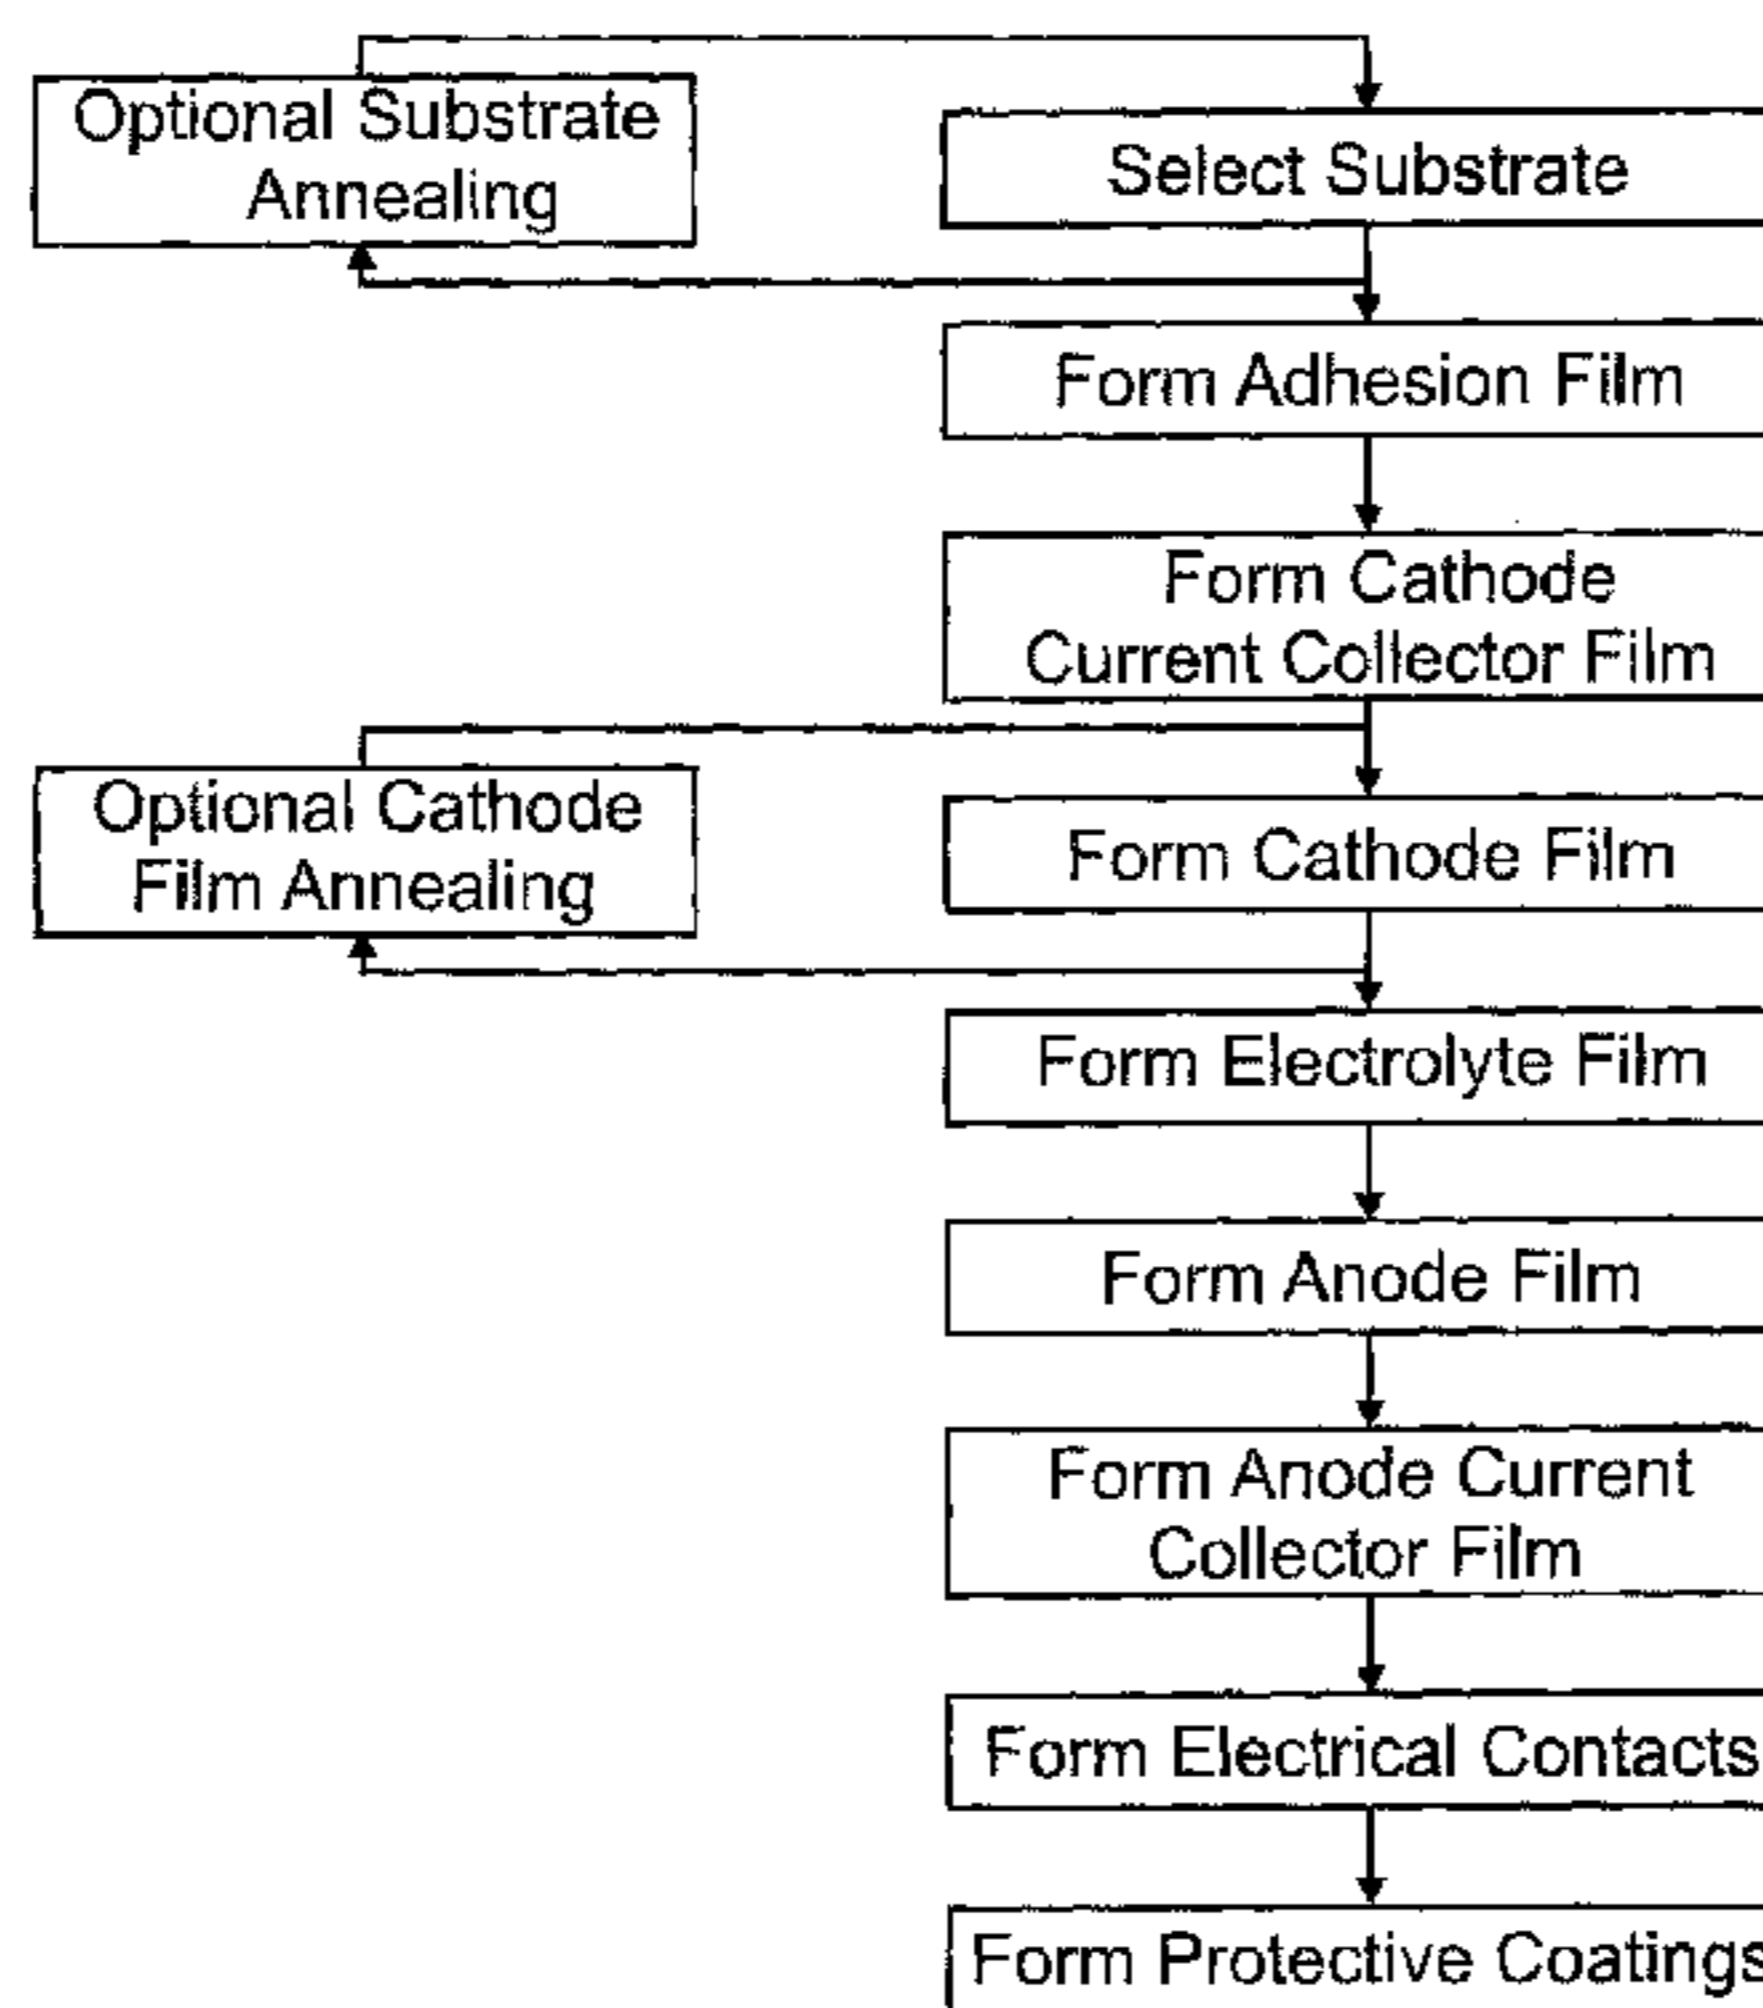 Optional Substrate
Annealing
Select Substrate
Form Adhesion Film
Form Cathode
Current Collector Film
Optional Cathode
Film Annealing
Form Cathode Film
Form Electrolyte Film
Form Anode Film
Form Anode Current
Collector Film
Form Electrical Contacts
Form Protective Coatings